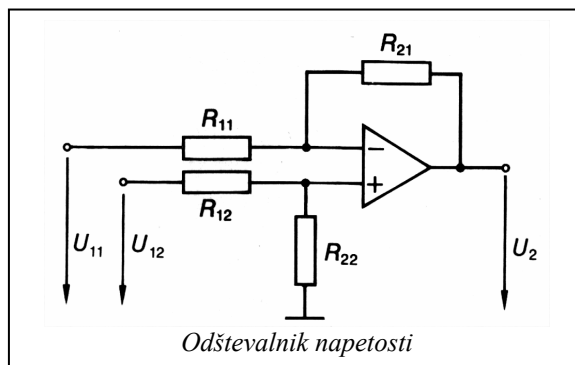 R21
R11
−
+
R12
U11
U12
R22
U2
Odštevalnik napetosti